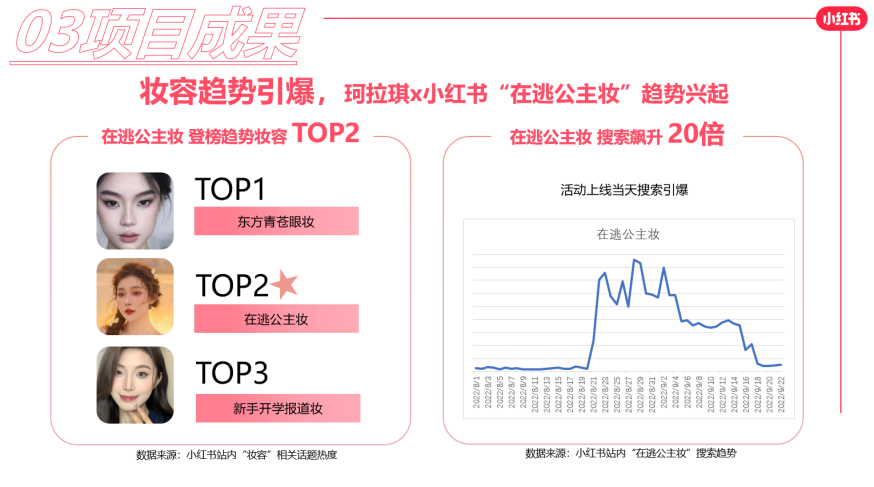 03项目成果
小红书
妆容趋势引爆，珂拉琪x小红书“在逃公主妆”趋势兴起
在逃公主妆 登榜趋势妆容 TOP2
TOP1
东方青苍眼妆
TOP2
在逃公主妆
TOP3
新手开学报道妆
数据来源：小红书站内“妆容”相关话题热度
在逃公主妆 搜索飙升 20倍
活动上线当天搜索引爆
在逃公主妆
2022/8/1
2022/8/3
2022/8/5
2022/8/7
2022/8/9
2022/8/11
2022/8/13
2022/8/15
2022/8/17
2022/8/19
2022/8/21
2022/8/23
2022/8/25
2022/8/27
2022/8/29
2022/8/31
2022/9/2
2022/9/4
2022/9/6
2022/9/8
2022/9/10
2022/9/12
2022/9/14
2022/9/16
2022/9/18
2022/9/20
2022/9/22
数据来源：小红书站内“在逃公主妆”搜索趋势